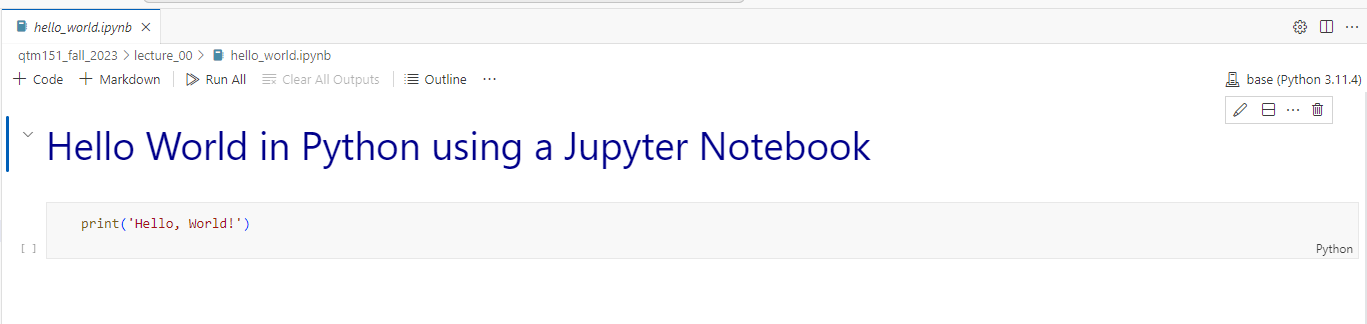 hello_world.ipynb
qtm151_fall_2023 > lecture_00 > hello_world.ipynb
+ Code + Markdown Run All Clear All Outputs Outline ... base (Python 3.11.4)
...
Hello World in Python using a Jupyter Notebook
print('Hello, World!')
[ ]
Python